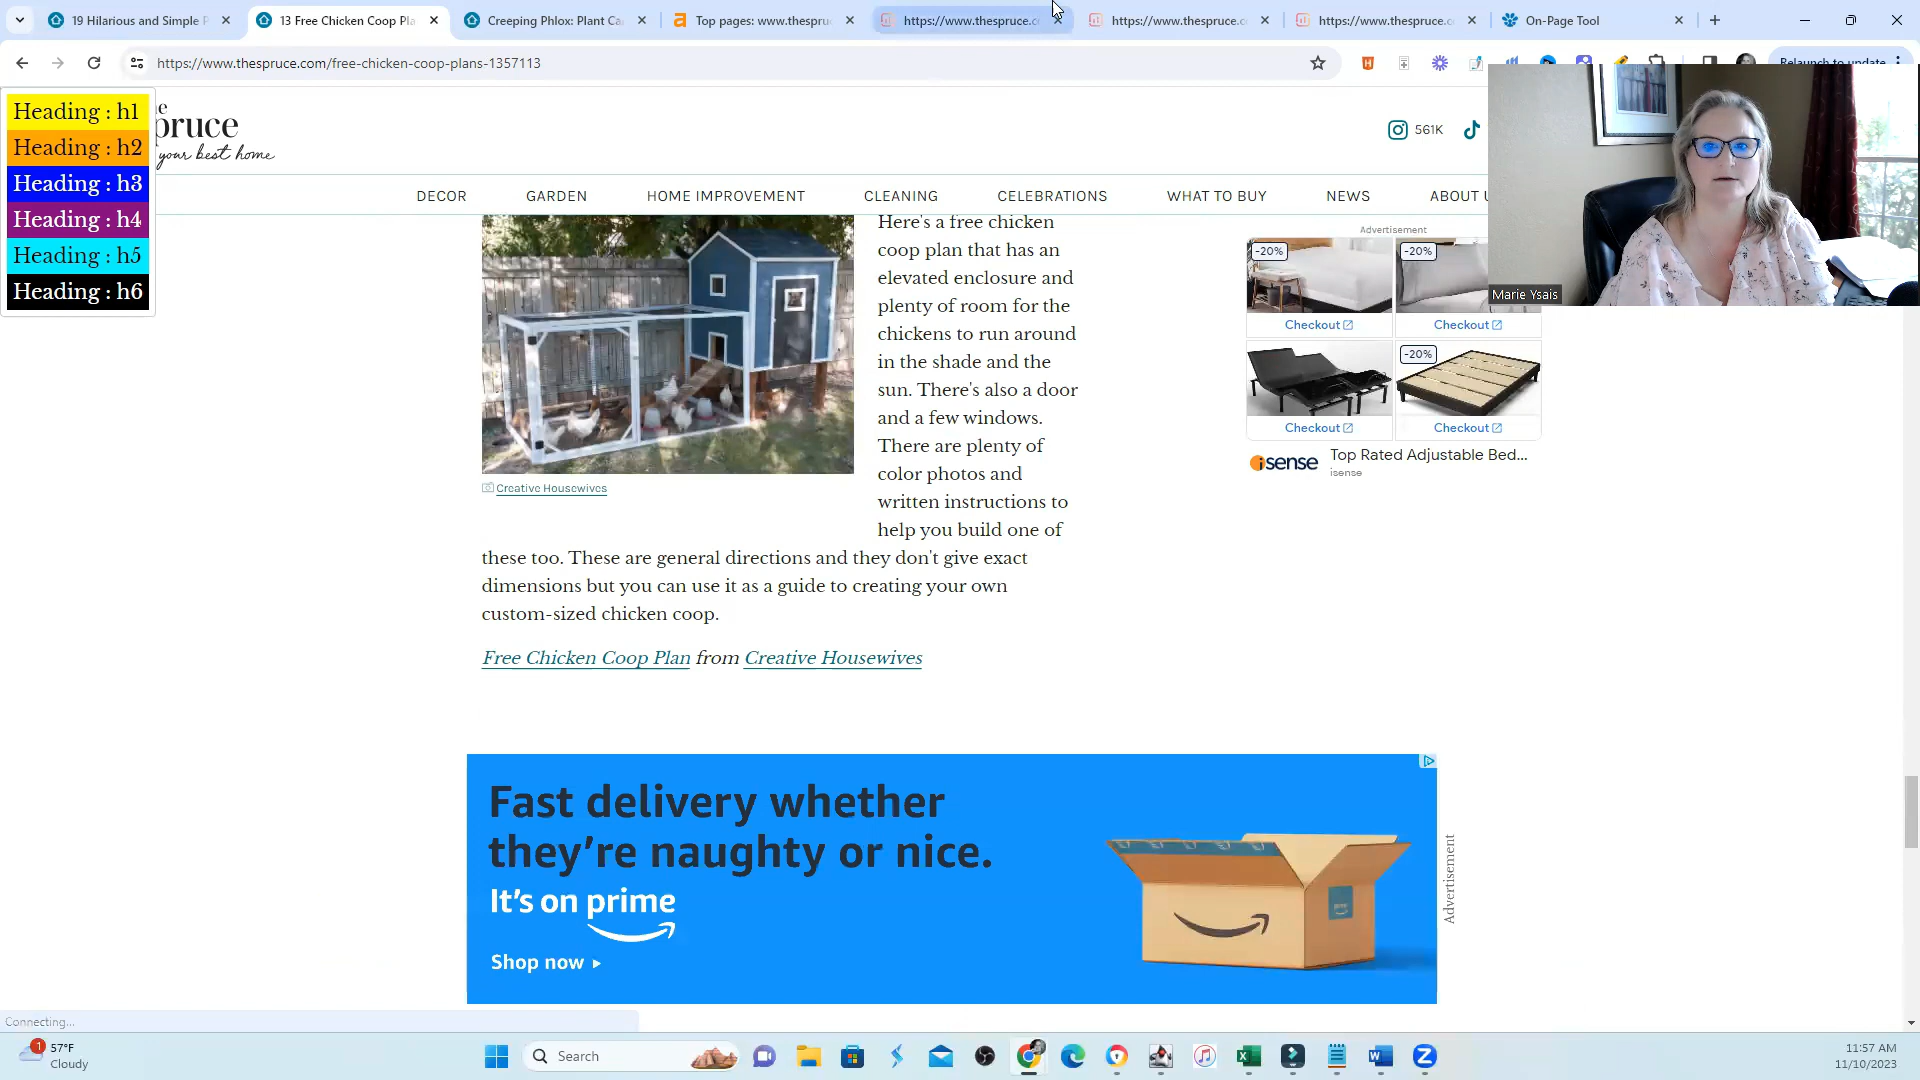 19 Hilarious and Simple P
13 Free Chicken Coop Pla
Creeping Phlox: Plant Ca
Top pages: www.thespru
https://www.thespruce.c
https://www.thespruce.c
https://www.thespruce.c
On-Page Tool
https://www.thespruce.com/free-chicken-coop-plans-1357113
Relaunch to update
Heading : h1
Heading : h2
Heading : h3
Heading : h4
Heading : h5
Heading : h6
pruce
your best home
561K
DECOR
GARDEN
HOME IMPROVEMENT
CLEANING
CELEBRATIONS
WHAT TO BUY
NEWS
ABOUT U
Here's a free chicken
coop plan that has an
elevated enclosure and
plenty of room for the
chickens to run around
in the shade and the
sun. There's also a door
and a few windows.
There are plenty of
color photos and
written instructions to
help you build one of
these too. These are general directions and they don't give exact
dimensions but you can use it as a guide to creating your own
custom-sized chicken coop.
Creative Housewives
Free Chicken Coop Plan from Creative Housewives
Advertisement
-20%
-20%
Checkout
Checkout
-20%
Checkout
Checkout
isense
Top Rated Adjustable Bed...
isense
Marie Ysais
Fast delivery whether
they're naughty or nice.
It's on prime
Shop now
prime
Advertisement
Connecting...
1
57°F
Cloudy
Search
11:57 AM
11/10/2023